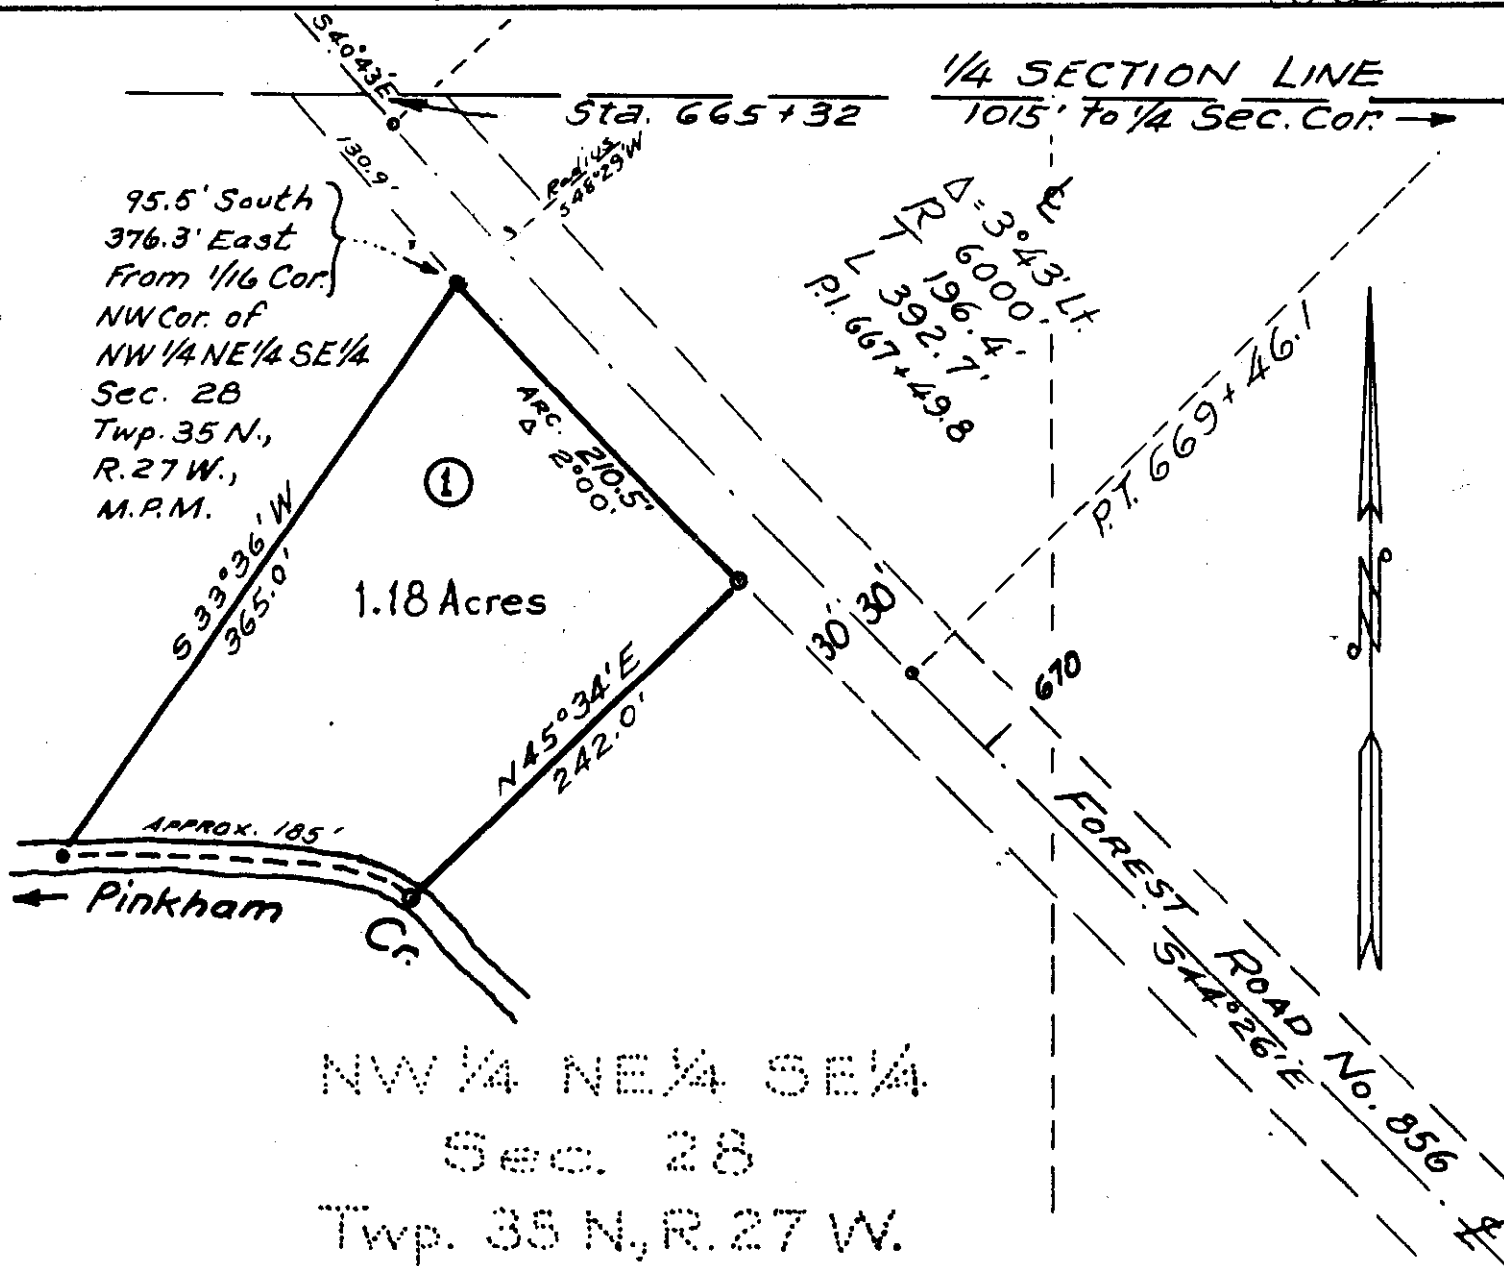 S40°43'E
1/4 SECTION LINE
Sta. 665+32
1015' to 1/4 Sec. Cor.
130.9'
Radius
S48°29'W
95.5' South
376.3' East
From 1/16 Cor.
NW Cor. of
NW 1/4 NE 1/4 SE 1/4
Sec. 28
Twp. 35 N.,
R. 27 W.,
M.P.M.
℄
Δ=3°43' Lt.
R 6000'
T 196.4'
L 392.7'
P.I. 667+49.8
P.T. 669+46.1
ARC. 210.5'
Δ 2°00'
1
1.18 Acres
S 33°36' W
365.0'
N 45°34' E
242.0'
30' 30'
670
APPROX. 185'
Pinkham
Cr.
FOREST ROAD No. 856
S44°26'E
℄
NW 1/4 NE 1/4 SE 1/4
Sec. 28
Twp. 35 N., R. 27 W.